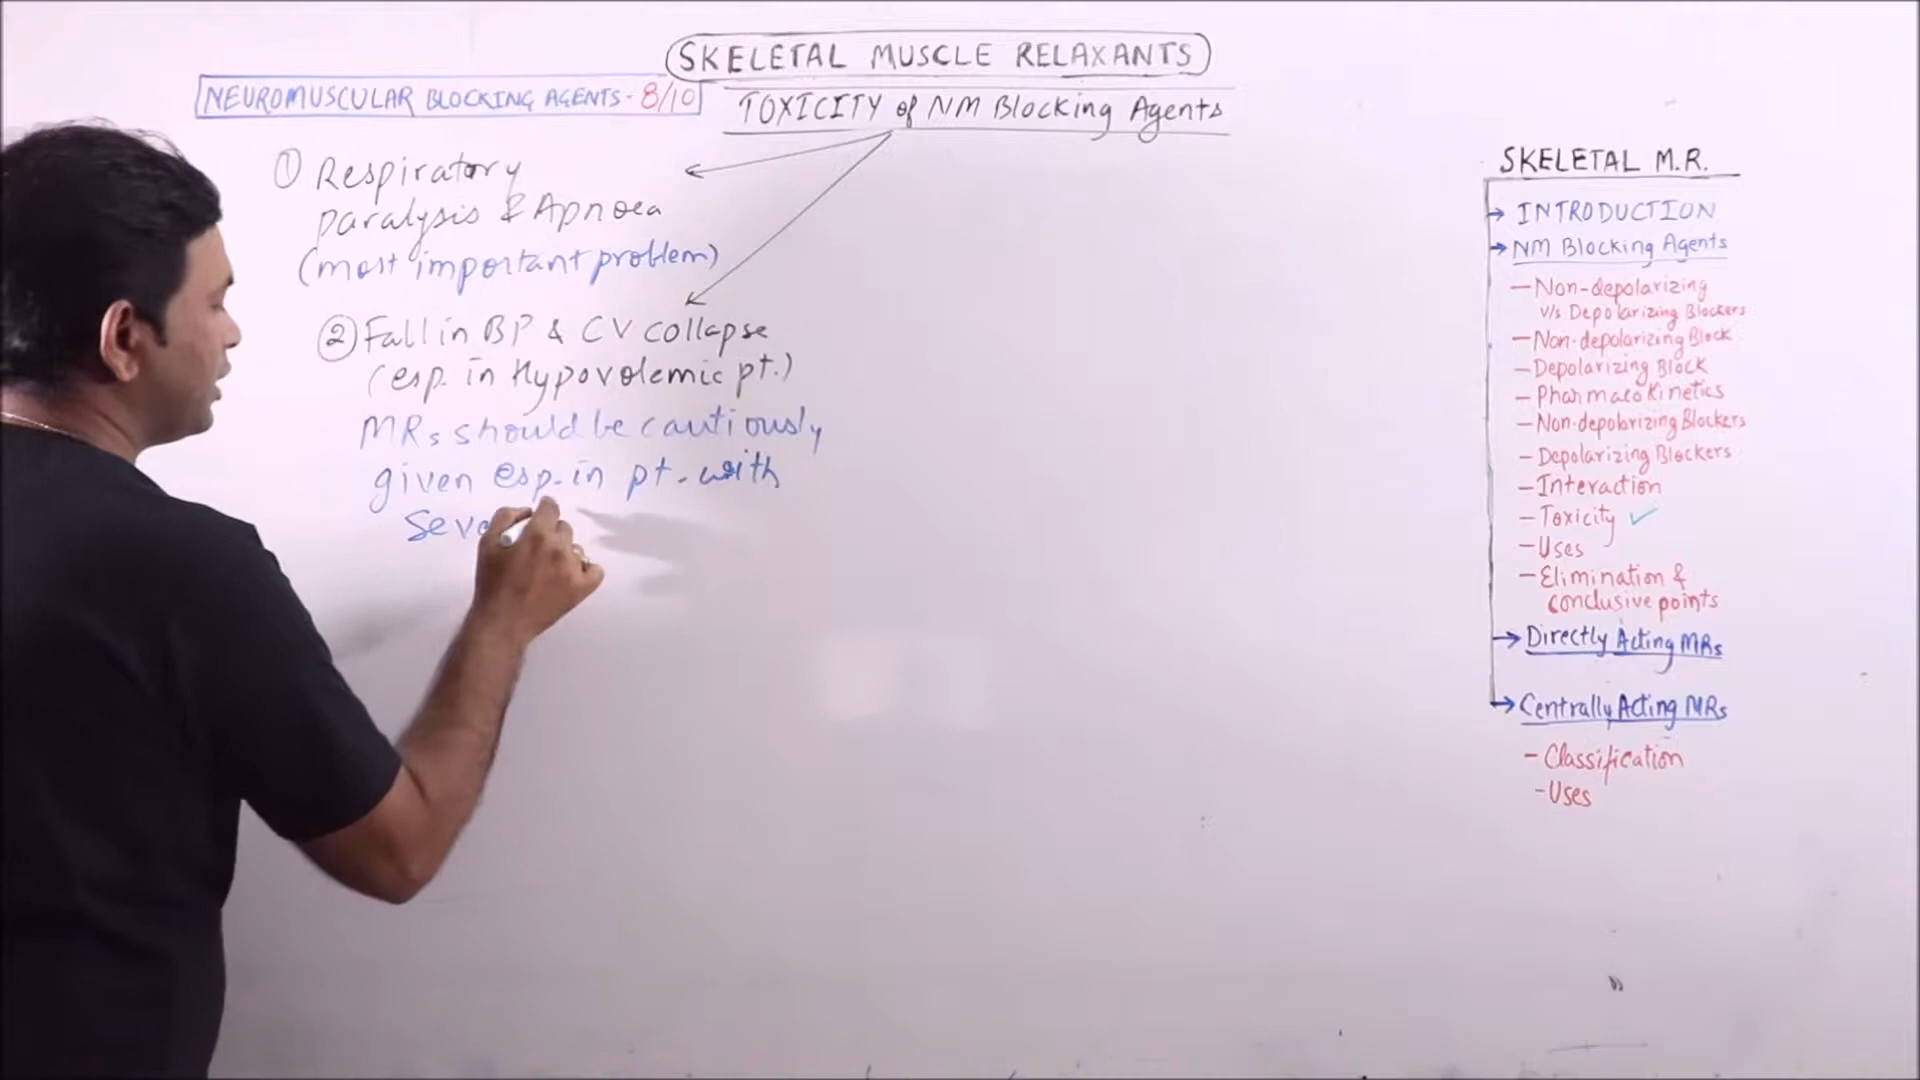 SKELETAL MUSCLE RELAXANTS
NEUROMUSCULAR BLOCKING AGENTS - 8/10
TOXICITY of NM Blocking Agents
① Respiratory
paralysis & Apnoea
(most important problem)
② Fall in BP & CV collapse
(esp. in Hypovolemic pt.)
MRs should be cautiously
given esp. in pt. with
SKELETAL M.R.
→ INTRODUCTION
→ NM Blocking Agents
- Non-depolarizing
v/s Depolarizing Blockers
- Non-depolarizing Block
- Depolarizing Block
- Pharmacokinetics
- Non-depolarizing Blockers
- Depolarizing Blockers
- Interaction
- Toxicity ✓
- Uses
- Elimination &
conclusive points
→ Directly Acting MRs
→ Centrally Acting MRs
- Classification
- Uses